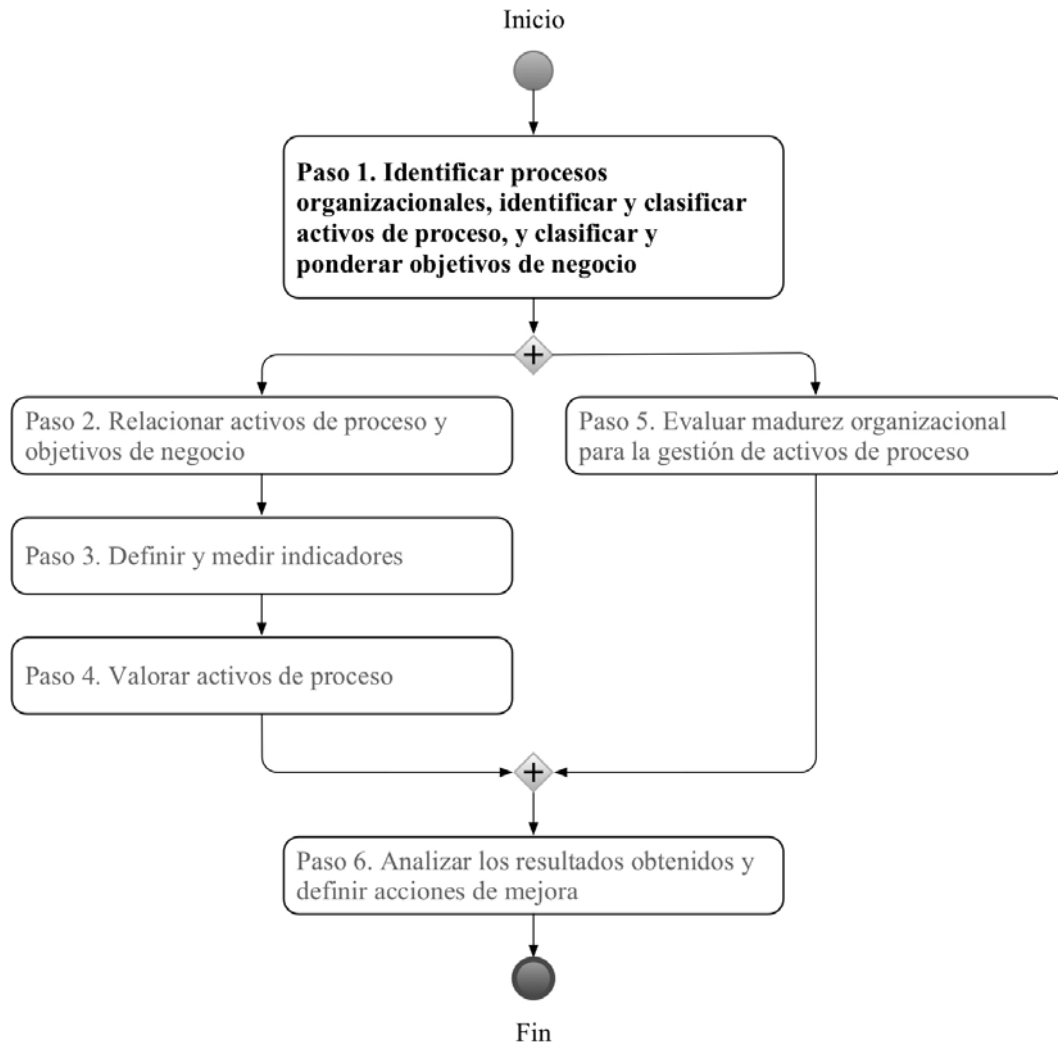 Inicio
Paso 1. Identificar procesos
organizacionales, identificar y clasificar
activos de proceso, y clasificar y
ponderar objetivos de negocio
Paso 2. Relacionar activos de proceso y
objetivos de negocio
Paso 5. Evaluar madurez organizacional
para la gestión de activos de proceso
Paso 3. Definir y medir indicadores
Paso 4. Valorar activos de proceso
Paso 6. Analizar los resultados obtenidos y
definir acciones de mejora
Fin